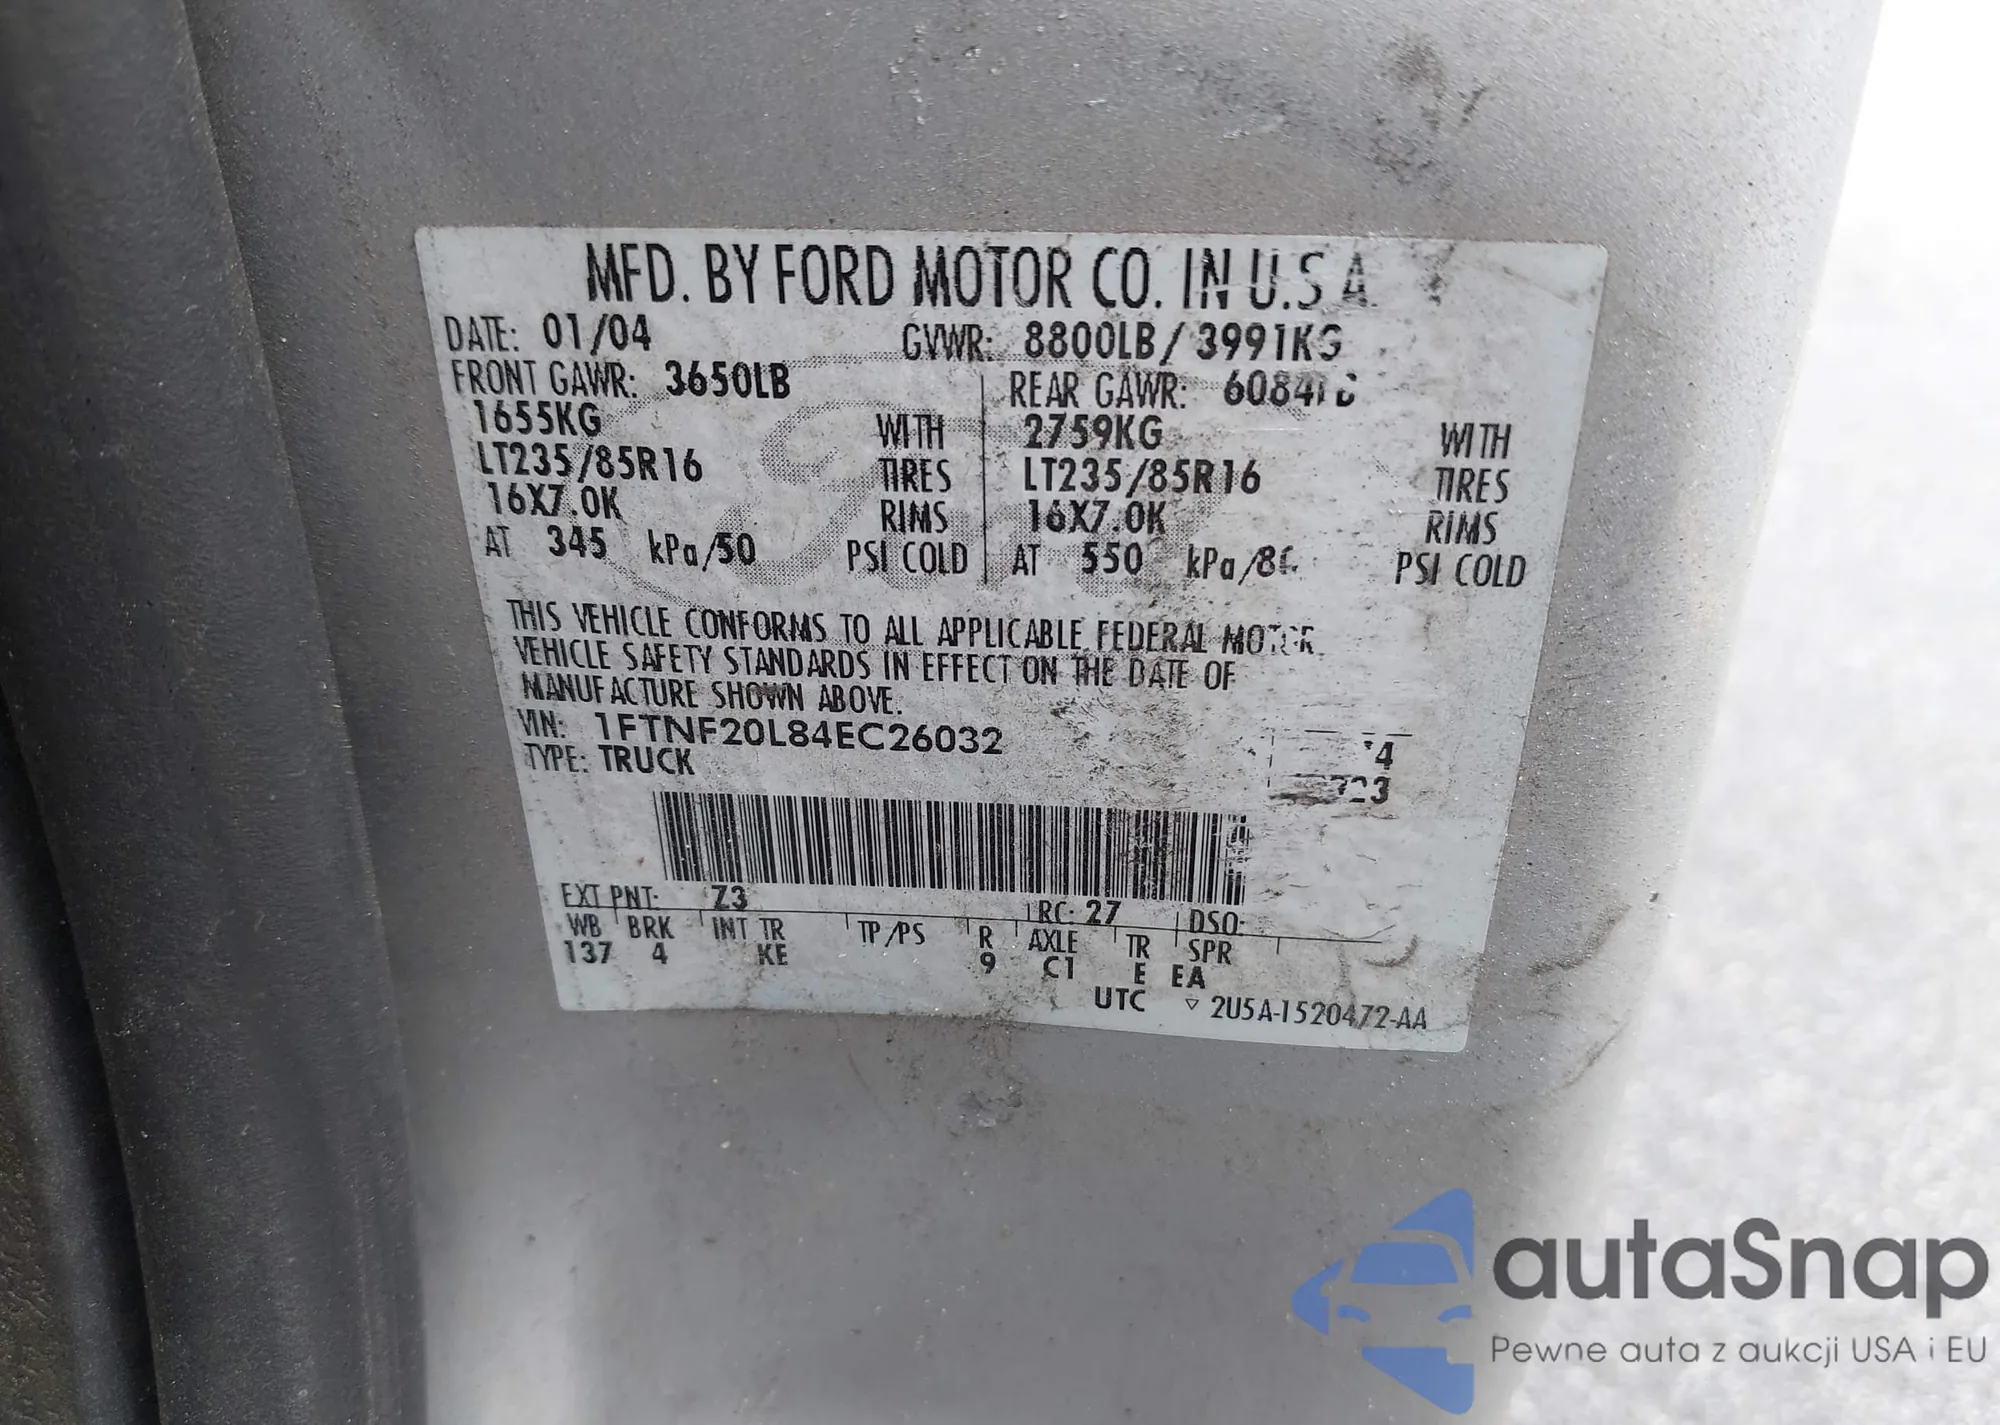 MFD. BY FORD MOTOR CO. IN U.S.A.
DATE: 01/04 GVWR: 8800LB / 3991KG
FRONT GAWR: 3650LB REAR GAWR: 6084LB
1655KG WITH 2759KG WITH
LT235/85R16 TIRES LT235/85R16 TIRES
16X7.0K RIMS 16X7.0K RIMS
AT 345 kPa/50 PSI COLD AT 550 kPa/80 PSI COLD
THIS VEHICLE CONFORMS TO ALL APPLICABLE FEDERAL MOTOR
VEHICLE SAFETY STANDARDS IN EFFECT ON THE DATE OF
MANUFACTURE SHOWN ABOVE.
VIN: 1FTNF20L84EC26032
TYPE: TRUCK
EXT PNT: Z3 RC: 27 DSO:
WB BRK INT TR TP/PS R AXLE TR SPR
137 4 KE 9 C1 E EA
UTC ▽ 2U5A-1520472-AA
autaSnap
Pewne auta z aukcji USA i EU